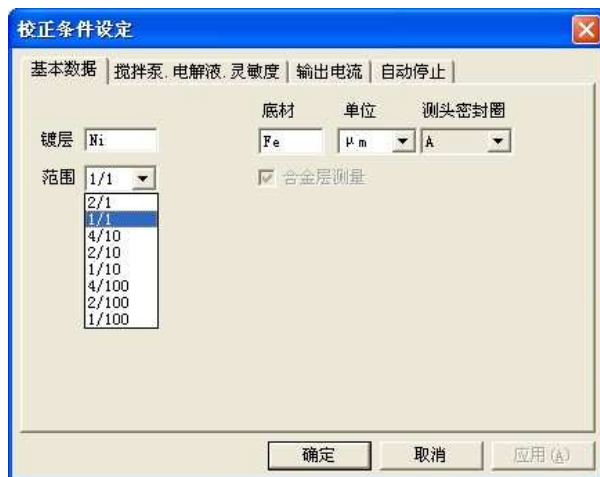 校正条件设定
基本数据 搅拌泵.电解液.灵敏度 输出电流 自动停止
底材 单位 测头密封圈
镀层 Ni Fe μm A
范围 1/1 合金层测量
2/1
1/1
4/10
2/10
1/10
4/100
2/100
1/100
确定 取消 应用(A)